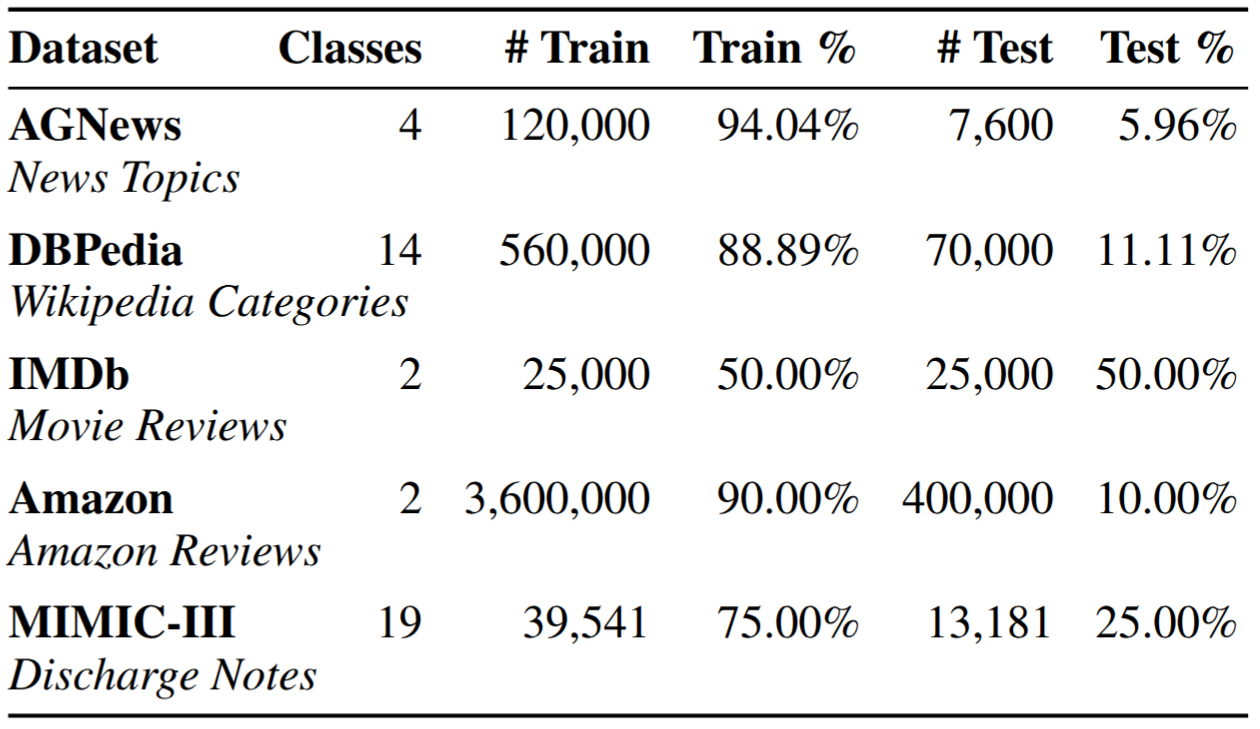 Dataset Classes # Train Train % # Test Test %
AGNews 4 120,000 94.04% 7,600 5.96%
News Topics
DBPedia 14 560,000 88.89% 70,000 11.11%
Wikipedia Categories
IMDb 2 25,000 50.00% 25,000 50.00%
Movie Reviews
Amazon 2 3,600,000 90.00% 400,000 10.00%
Amazon Reviews
MIMIC-III 19 39,541 75.00% 13,181 25.00%
Discharge Notes